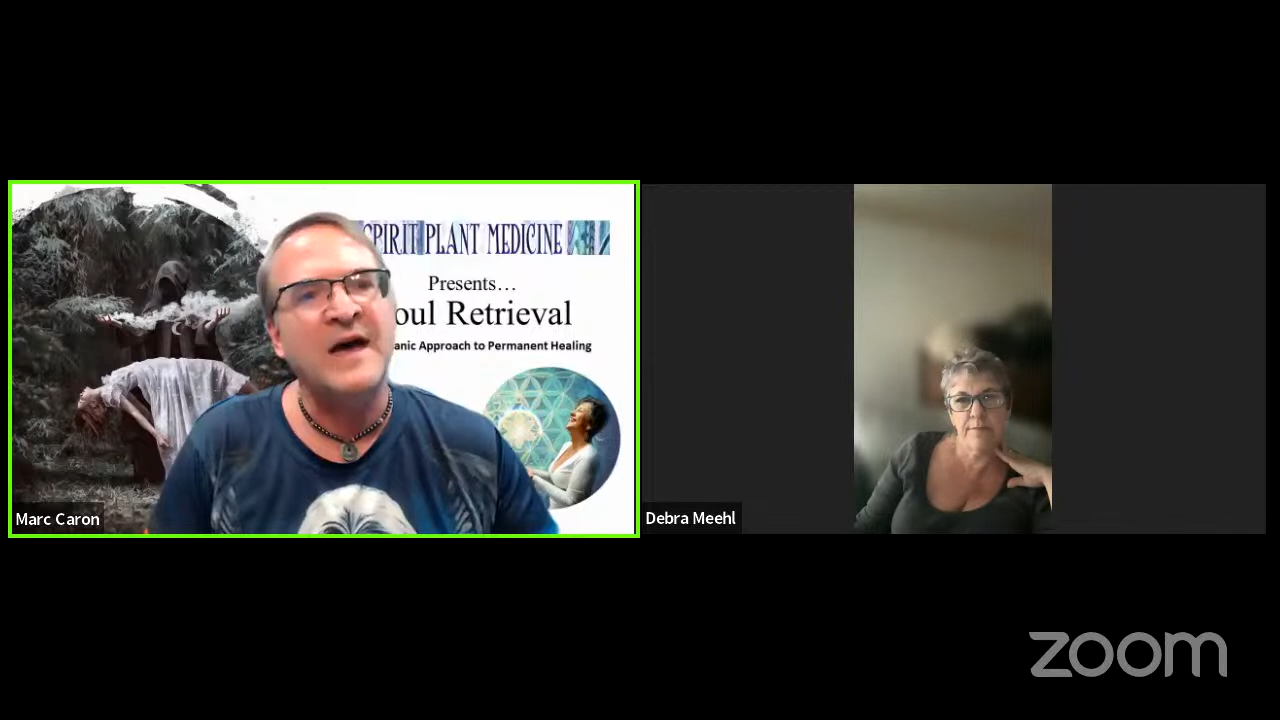 SPIRIT PLANT MEDICINE
Presents…
oul Retrieval
anic Approach to Permanent Healing
Marc Caron
Debra Meehl
zoom